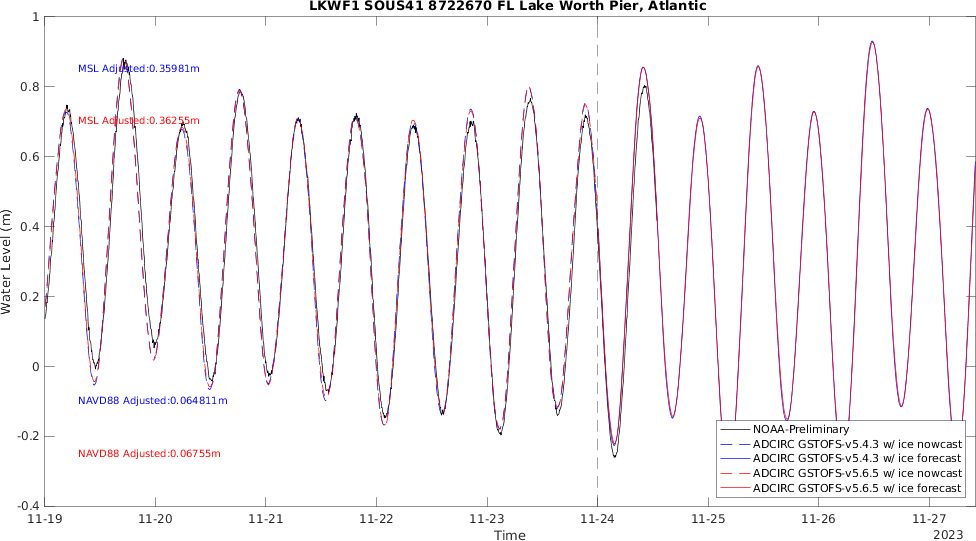 LKWF1 SOUS41 8722670 FL Lake Worth Pier, Atlantic
1
0.8
0.6
0.4
0.2
0
-0.2
-0.4
Water Level (m)
MSL Adjusted:0.35981m
MSL Adjusted:0.36255m
NAVD88 Adjusted:0.064811m
NAVD88 Adjusted:0.06755m
NOAA-Preliminary
ADCIRC GSTOFS-v5.4.3 w/ ice nowcast
ADCIRC GSTOFS-v5.4.3 w/ ice forecast
ADCIRC GSTOFS-v5.6.5 w/ ice nowcast
ADCIRC GSTOFS-v5.6.5 w/ ice forecast
11-19 11-20 11-21 11-22 11-23 11-24 11-25 11-26 11-27
Time
2023